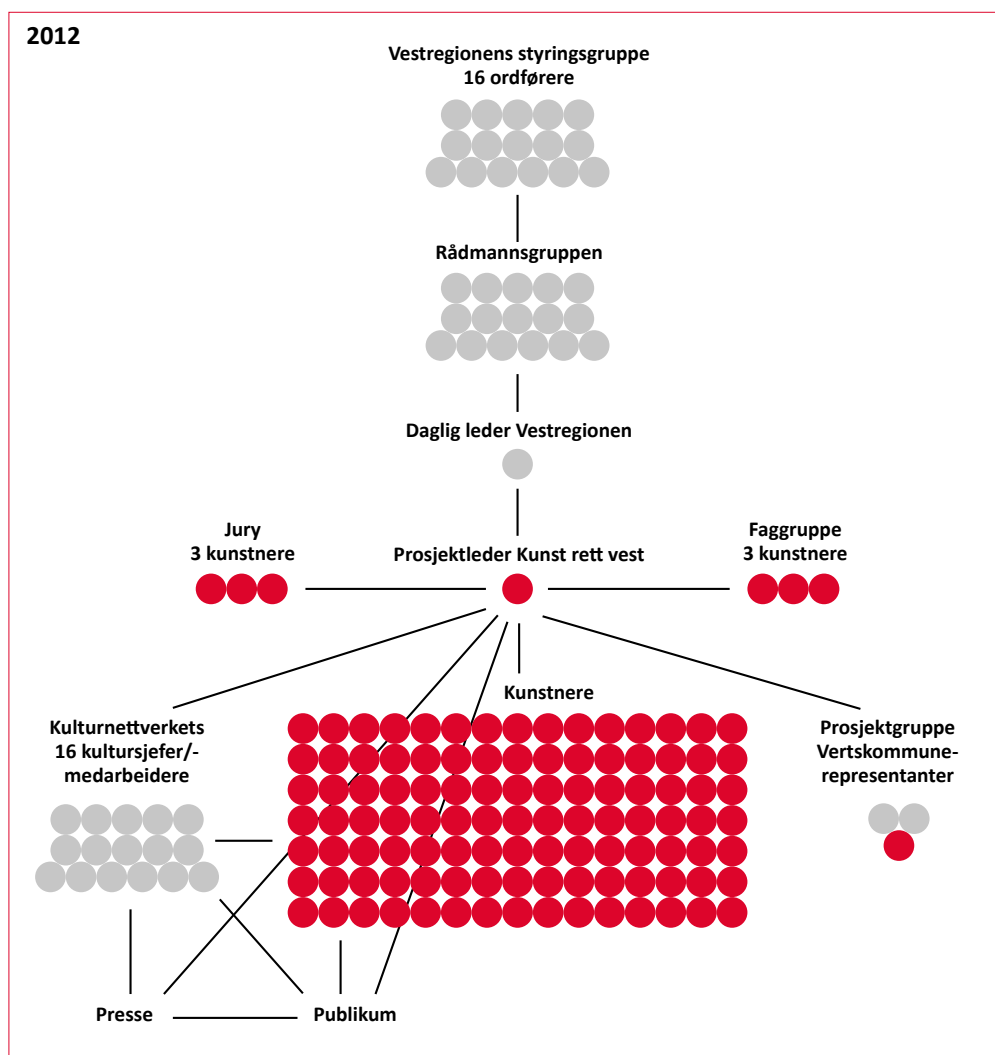 2012
Vestregionens styringsgruppe
16 ordførere
Rådmannsgruppen
Daglig leder Vestregionen
Jury
3 kunstnere
Prosjektleder Kunst rett vest
Faggruppe
3 kunstnere
Kunstnere
Kulturnettverkets
16 kultursjefer/-
medarbeidere
Prosjektgruppe
Vertskommune-
representanter
Presse
Publikum